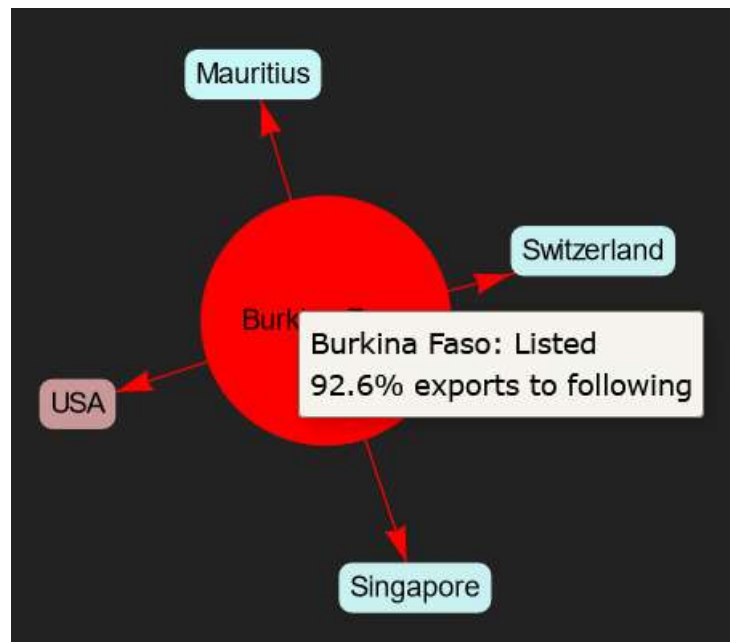 Mauritius
Switzerland
Burkina Faso: Listed
92.6% exports to following
USA
Singapore